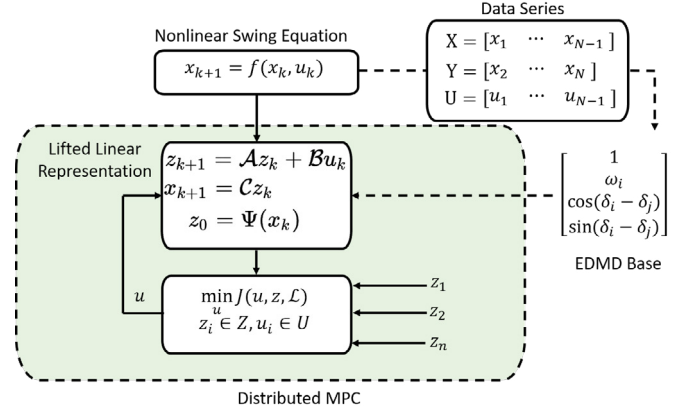 Data Series
Nonlinear Swing Equation
x_{k+1} = f(x_k, u_k)
X = [x_1 ⋯ x_{N−1} ]
Y = [x_2 ⋯ x_N ]
U = [u_1 ⋯ u_{N−1} ]
Lifted Linear
Representation
z_{k+1} = 𝓐z_k + 𝓑u_k
x_{k+1} = 𝓒z_k
z_0 = Ψ(x_k)
1
ω_i
cos(δ_i − δ_j)
sin(δ_i − δ_j)
EDMD Base
u
min_u J(u, z, ℒ)
z_i ∈ Z, u_i ∈ U
z_1
z_2
z_n
Distributed MPC